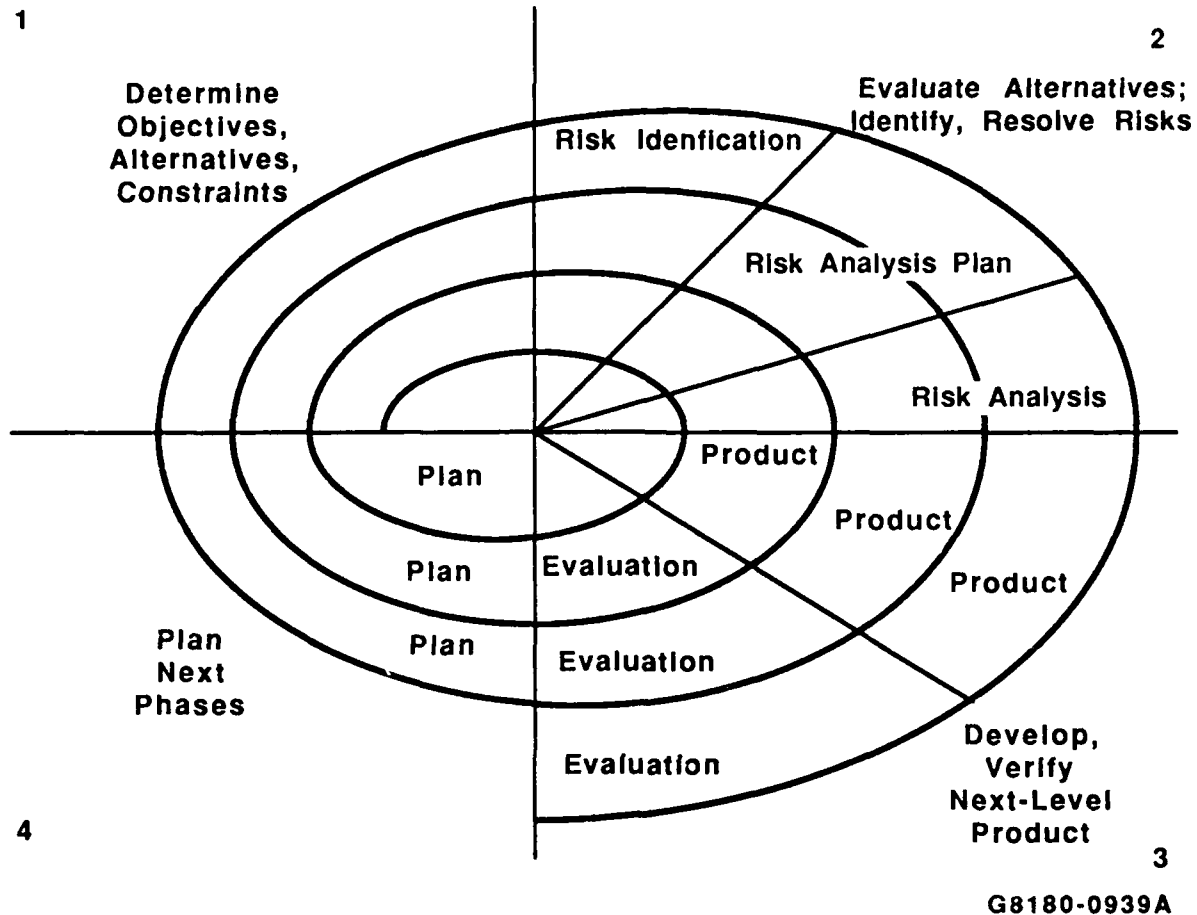 1
Determine
Objectives,
Alternatives,
Constraints
2
Evaluate Alternatives;
Identify, Resolve Risks
Risk Idenfication
Risk Analysis Plan
Risk Analysis
Product
Product
Product
Plan
Plan
Plan
Evaluation
Evaluation
Evaluation
Plan
Next
Phases
4
Develop,
Verify
Next-Level
Product
3
G8180-0939A